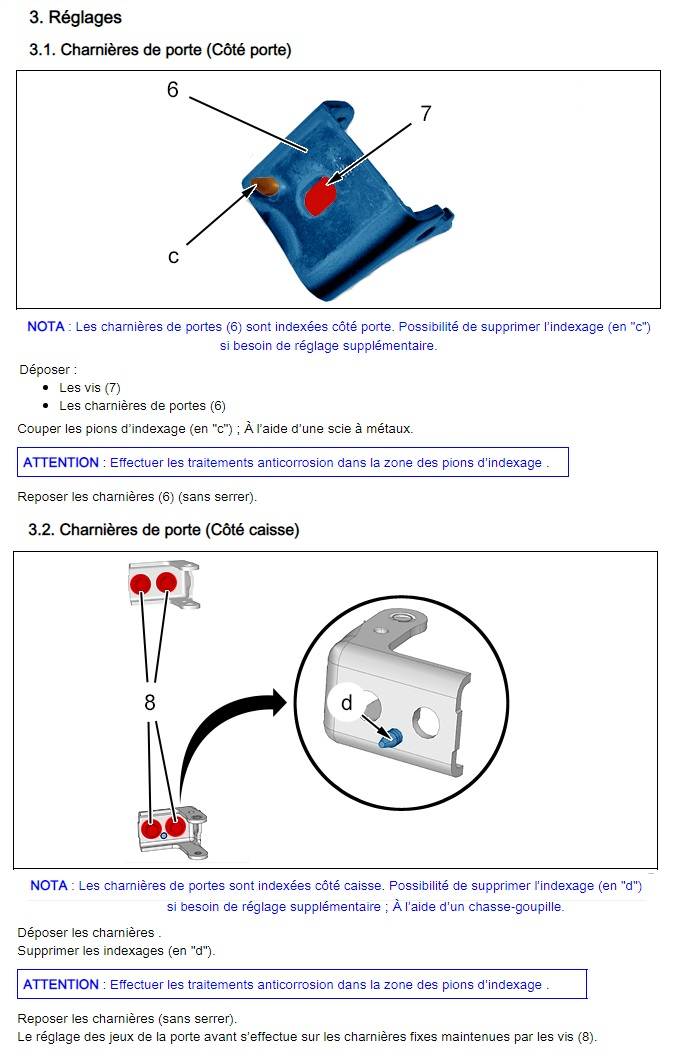 3. Réglages
3.1. Charnières de porte (Côté porte)
6
7
c
NOTA : Les charnières de portes (6) sont indexées côté porte. Possibilité de supprimer l'indexage (en "c")
si besoin de réglage supplémentaire.
Déposer :
• Les vis (7)
• Les charnières de portes (6)
Couper les pions d'indexage (en "c") ; À l'aide d'une scie à métaux.
ATTENTION : Effectuer les traitements anticorrosion dans la zone des pions d'indexage .
Reposer les charnières (6) (sans serrer).
3.2. Charnières de porte (Côté caisse)
8
d
NOTA : Les charnières de portes sont indexées côté caisse. Possibilité de supprimer l'indexage (en "d")
si besoin de réglage supplémentaire ; À l'aide d'un chasse-goupille.
Déposer les charnières .
Supprimer les indexages (en "d").
ATTENTION : Effectuer les traitements anticorrosion dans la zone des pions d'indexage .
Reposer les charnières (sans serrer).
Le réglage des jeux de la porte avant s'effectue sur les charnières fixes maintenues par les vis (8).